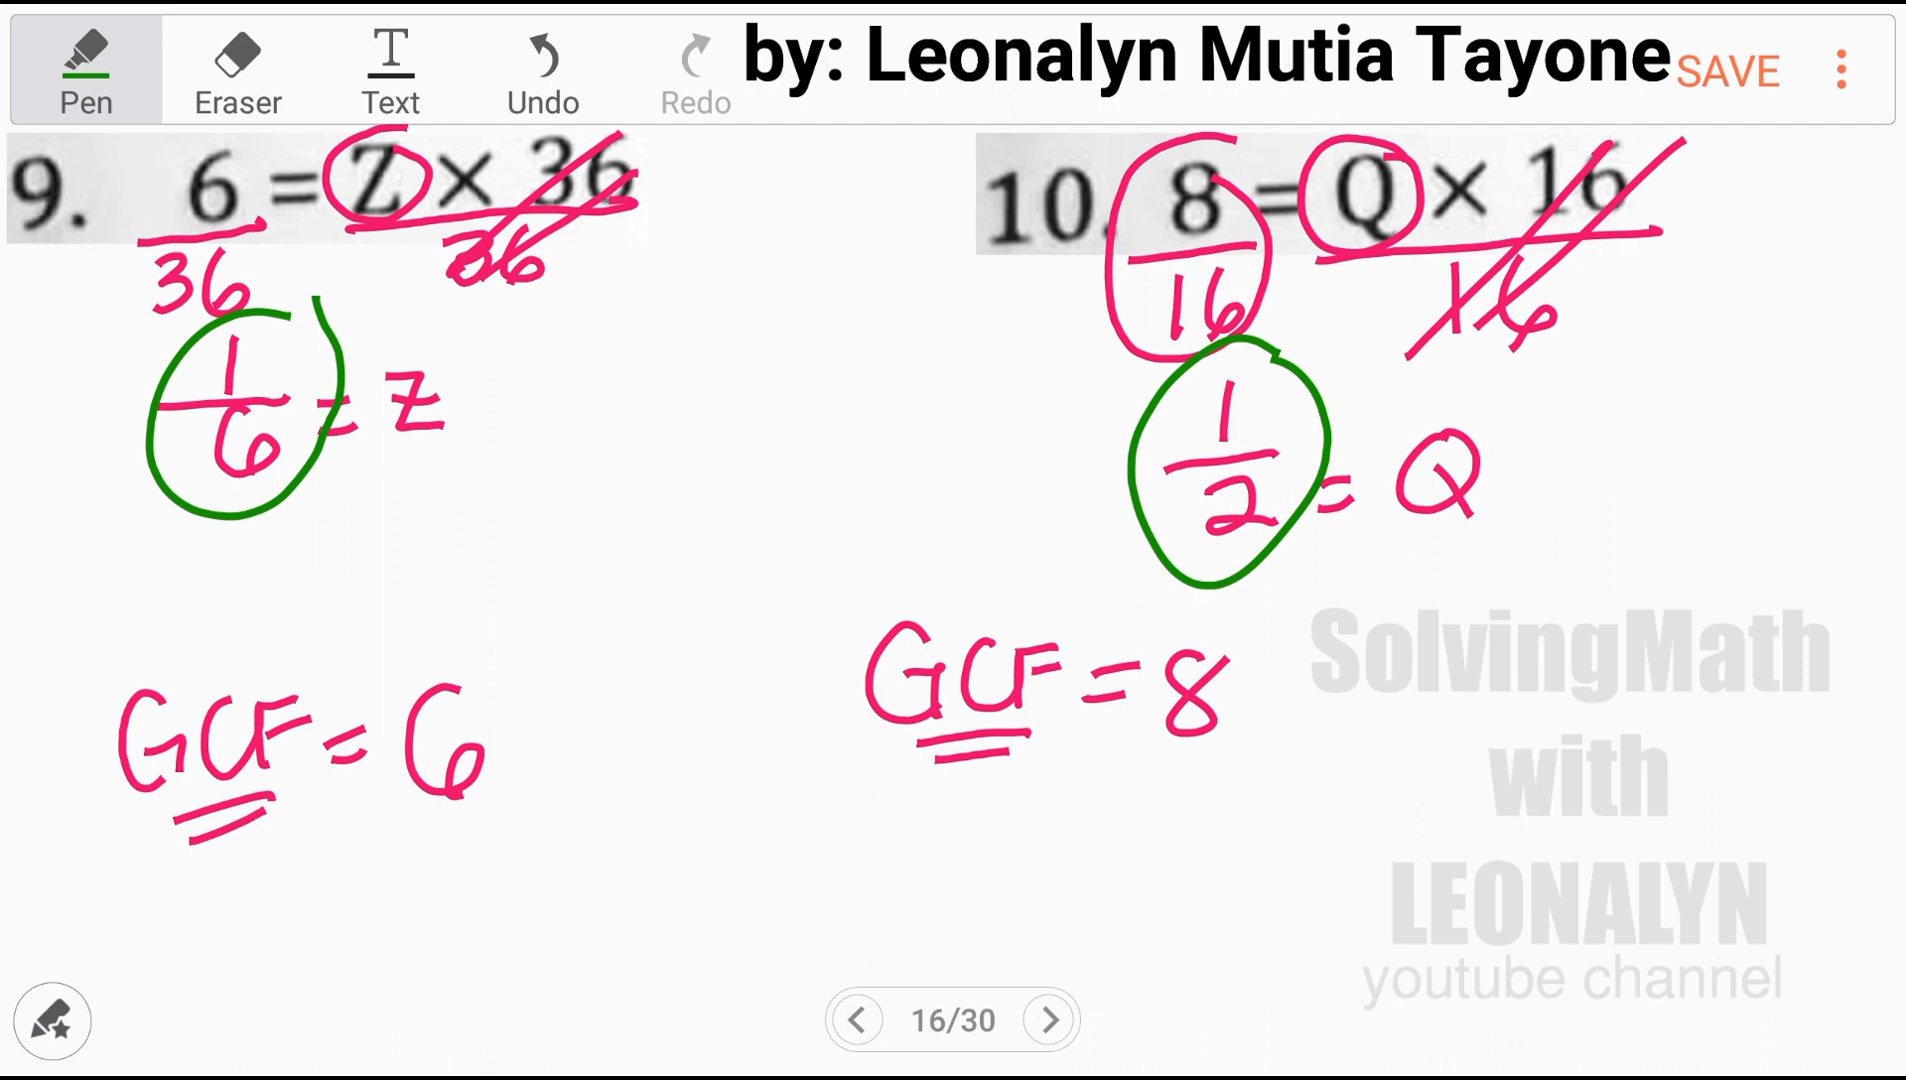 Pen Eraser Text Undo Redo by: Leonalyn Mutia Tayone SAVE
9. 6 = Z × 36
36 36
1
6 = Z
GCF = 6
10. 8 = Q × 16
16 16
1
2 = Q
GCF = 8
SolvingMath
with
LEONALYN
youtube channel
16/30